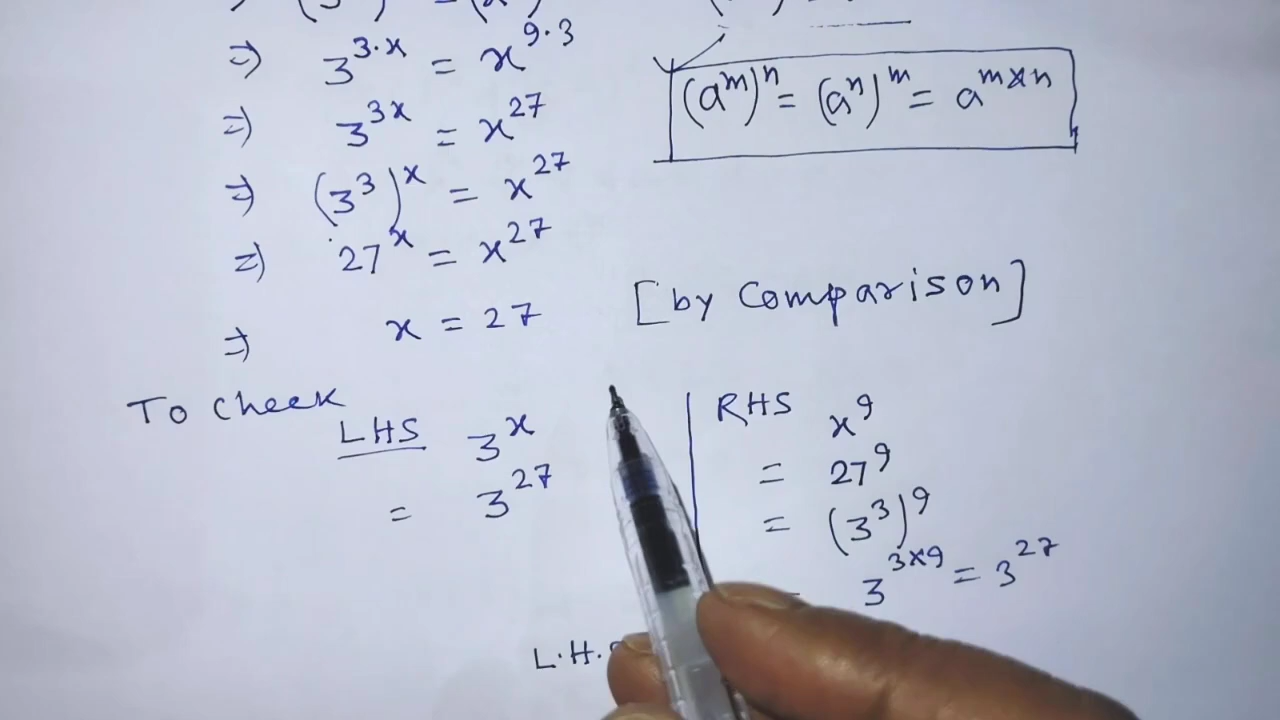 ⇒ 3^{3·x} = x^{9·3}
⇒ 3^{3x} = x^{27}
⇒ (3^3)^x = x^{27}
⇒ 27^x = x^{27}
⇒ x = 27 [by Comparison]
(a^m)^n = (a^n)^m = a^{m×n}
To Check
LHS 3^x
= 3^{27}
RHS x^9
= 27^9
= (3^3)^9
3^{3×9} = 3^{27}
L.H.